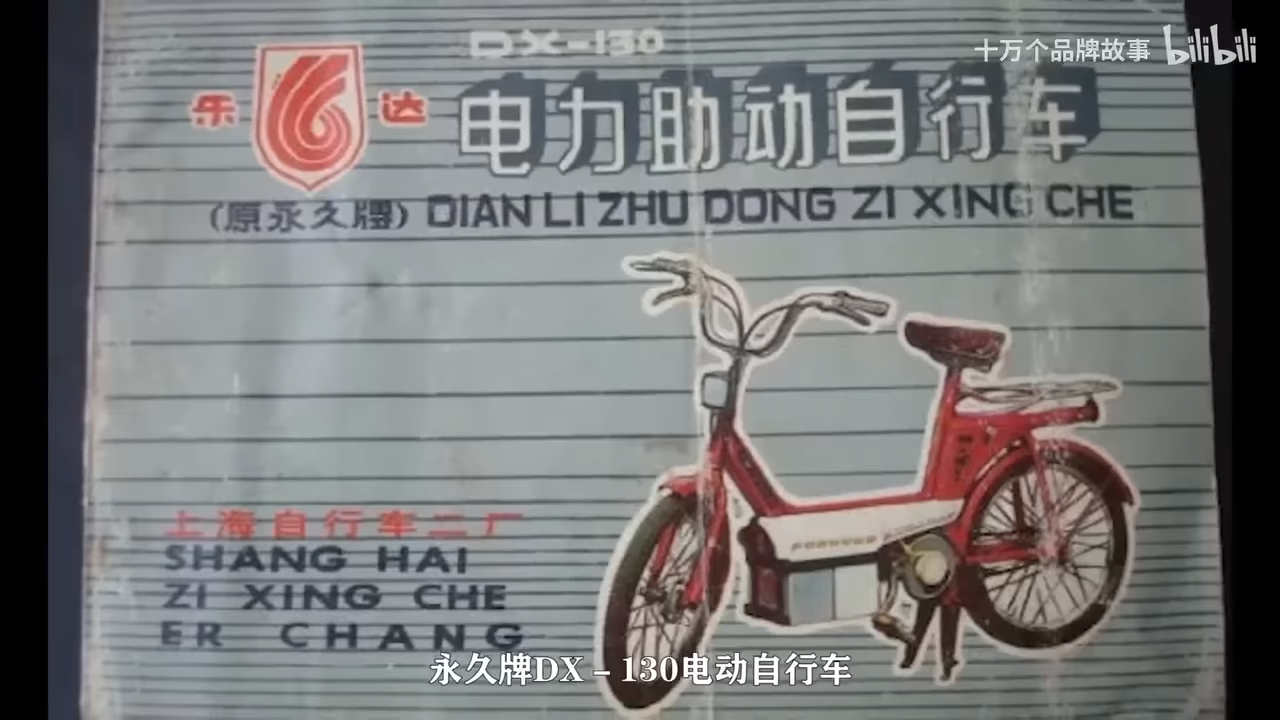 十万个品牌故事 bilibili
DX-130
乐达
电力助动自行车
(原永久牌)
DIAN LI ZHU DONG ZI XING CHE
上海自行车二厂
SHANG HAI
ZI XING CHE
ER CHANG
永久牌DX－130电动自行车